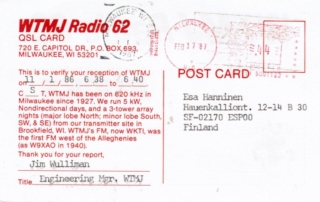 WTMJ Radio 62
QSL CARD
720 E. CAPITOL DR., P.O. BOX 693,
MILWAUKEE, WI 53201
This is to verify your reception of WTMJ
11 1 86 6 38 to 6 40
C S T, WTMJ has been on 620 kHz in
Milwaukee since 1927. We run 5 kW,
Nondirectional days, and a 3-tower array
nights (major lobe North; minor lobe South,
SW, & SE) from our transmitter site in
Brookfield, WI. WTMJ's FM, now WKTI, was
the first FM west of the Alleghenies
(as W9XAO in 1940).
Thank you for your report,
Jim Wulliman
Title Engineering Mgr. WTMJ
POST CARD
Esa Hanninen
Hauenkalliont. 12-14 B 30
SF-02170 ESPOO
Finland